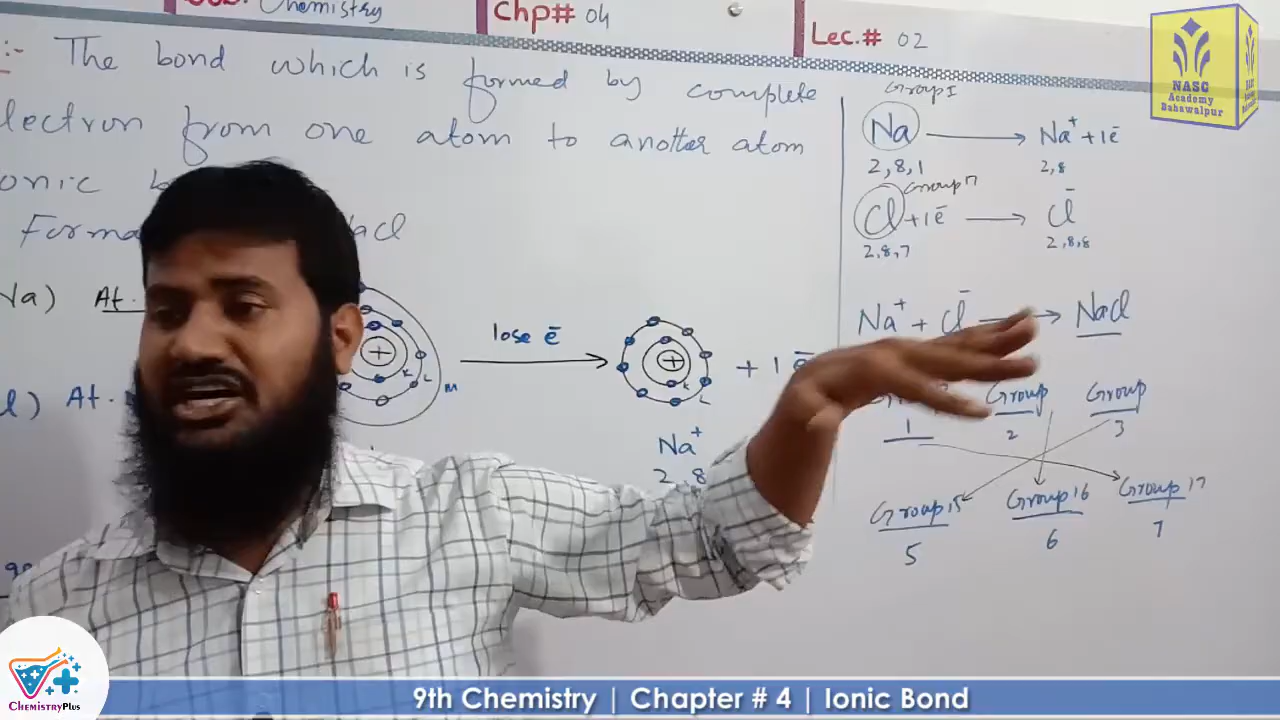 Chemistry
Chp# 04
Lec.# 02
NASC
Academy
Bahawalpur
:- The bond which is formed by complete
lectron from one atom to another atom
onic
Forma
acl
Na)
At.
l) At.
K
L
M
lose ē
K
L
+ 1 ē
Na⁺
2, 8
Group I
Na → Na⁺ + 1ē
2, 8, 1
2, 8
Group 17
Cl + 1ē → Cl⁻
2, 8, 7
2, 8, 8
Na⁺ + Cl⁻ → Nacl
Group
Group
1
2
3
Group 15
Group 16
Group 17
5
6
7
ChemistryPlus
9th Chemistry | Chapter # 4 | Ionic Bond